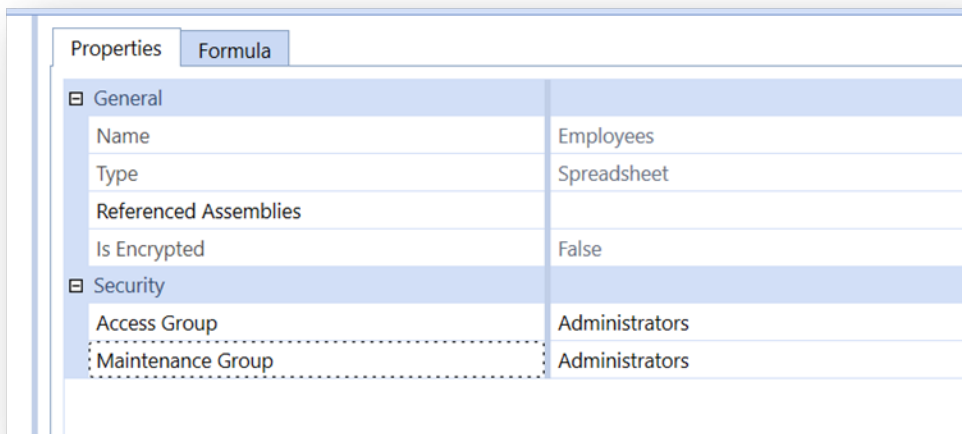 Properties Formula
General
Name Employees
Type Spreadsheet
Referenced Assemblies
Is Encrypted False
Security
Access Group Administrators
Maintenance Group Administrators